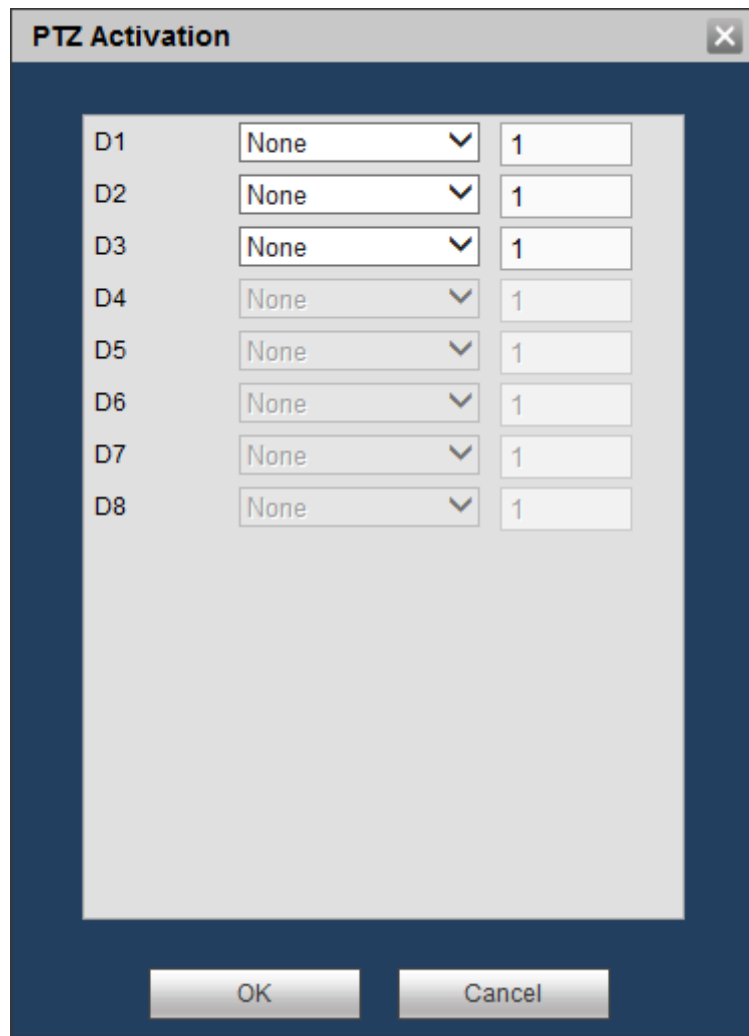 PTZ Activation
D1 None 1
D2 None 1
D3 None 1
D4 None 1
D5 None 1
D6 None 1
D7 None 1
D8 None 1
OK Cancel